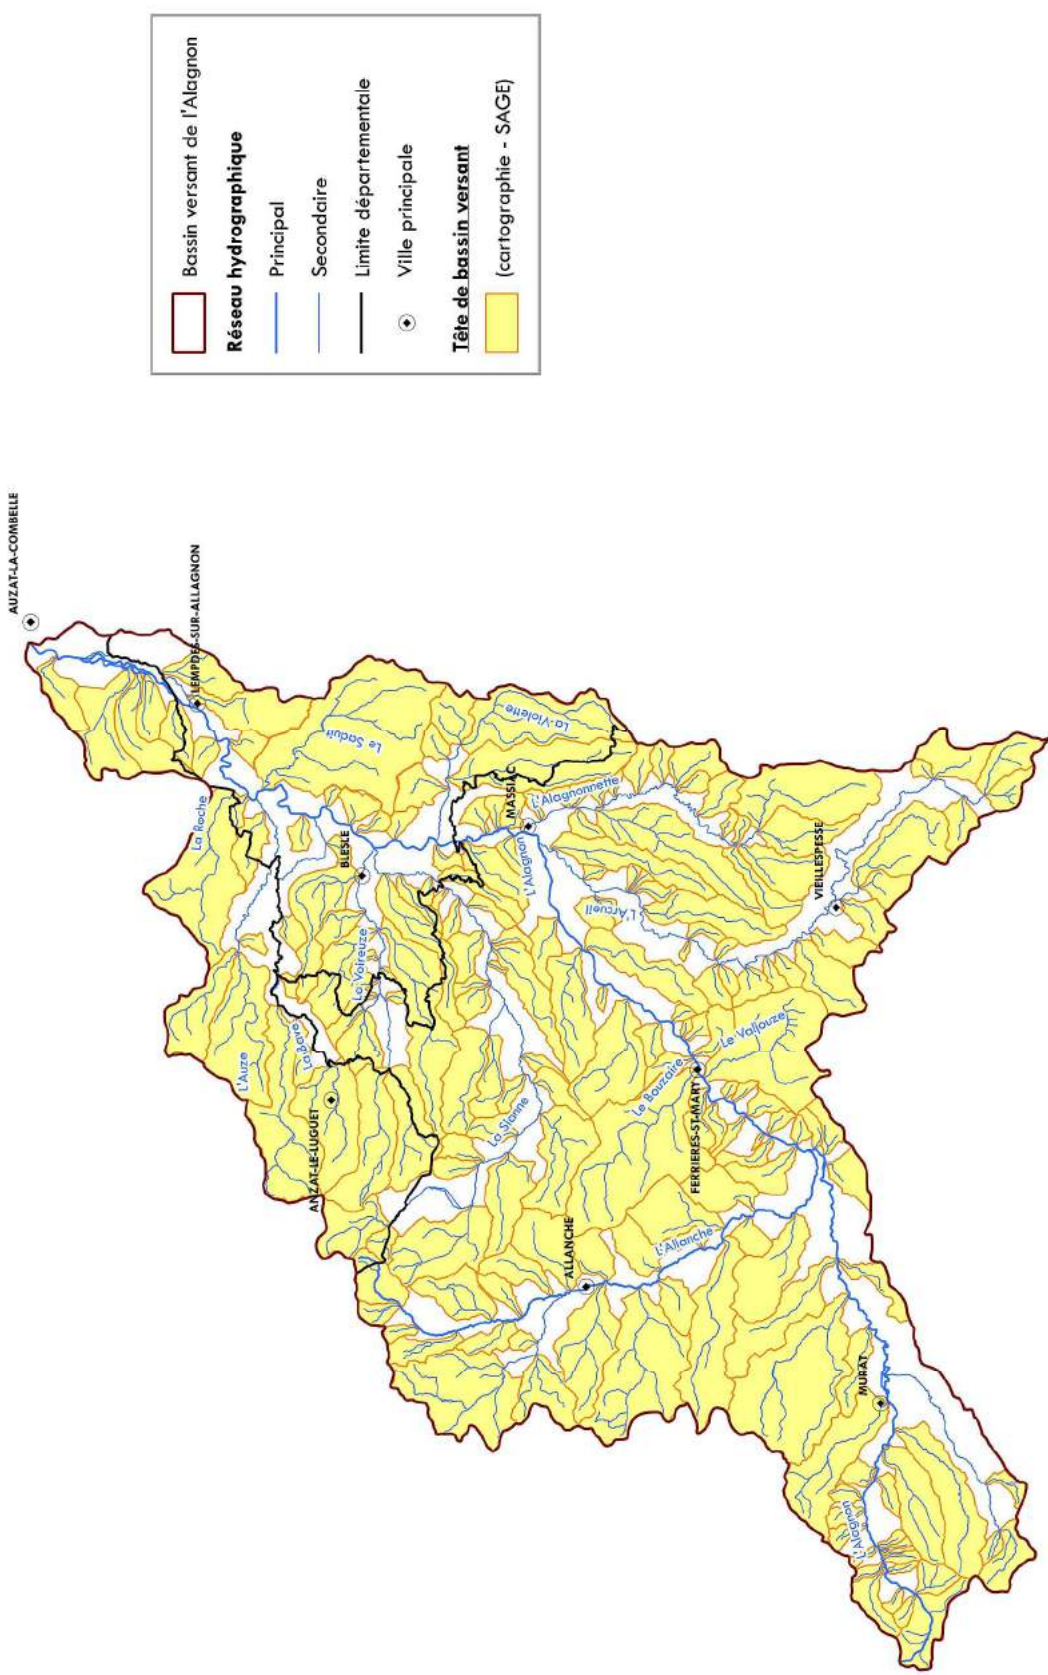 Bassin versant de l'Alagnon
Réseau hydrographique
Principal
Secondaire
Limite départementale
Ville principale
Tête de bassin versant
(cartographie - SAGE)
AUZAT-LA-COMBELLE
LEMPDES-SUR-ALLAGNON
La Roche
Le Saduit
La Violette
BLESLE
MASSIAC
L'Alagnonnette
L'Alagnon
L'Arcueil
VIEILLESPESSE
La Voireuze
L'Auze
La Bave
ANZAT-LE-LUGUET
La Sianne
Le Bouzaire
Le Valjouze
FERRIERES-ST-MARY
ALLANCHE
L'Allanche
MURAT
L'Alagnon